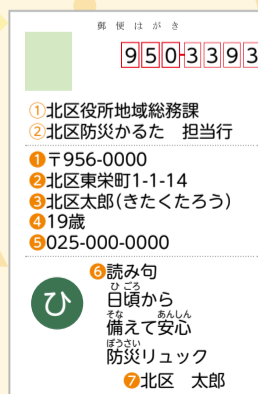 郵便はがき
9503393
①北区役所地域総務課
②北区防災かるた　担当行
❶〒956-0000
❷北区東栄町1-1-14
❸北区太郎(きたくたろう)
❹19歳
❺025-000-0000
❻読み句
ひ
日頃から
ひごろ
備えて安心
そな あんしん
防災リュック
ぼうさい
❼北区　太郎